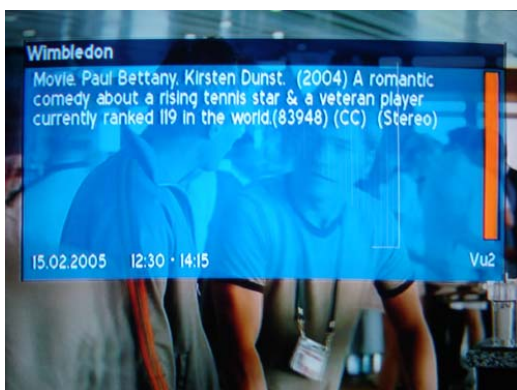 Wimbledon
Movie. Paul Bettany, Kirsten Dunst. (2004) A romantic
comedy about a rising tennis star & a veteran player
currently ranked 119 in the world.(83948) (CC) (Stereo)
15.02.2005 12:30 • 14:15 Vu2